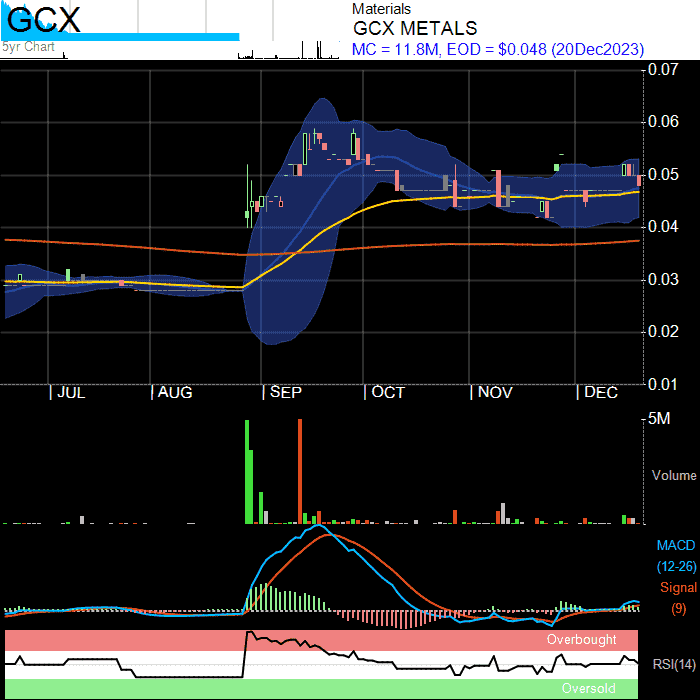 GCX
5yr Chart
Materials
GCX METALS
MC = 11.8M, EOD = $0.048 (20Dec2023)
0.07
0.06
0.05
0.04
0.03
0.02
0.01
JUL
AUG
SEP
OCT
NOV
DEC
5M
Volume
MACD
(12-26)
Signal
(9)
Overbought
RSI(14)
Oversold